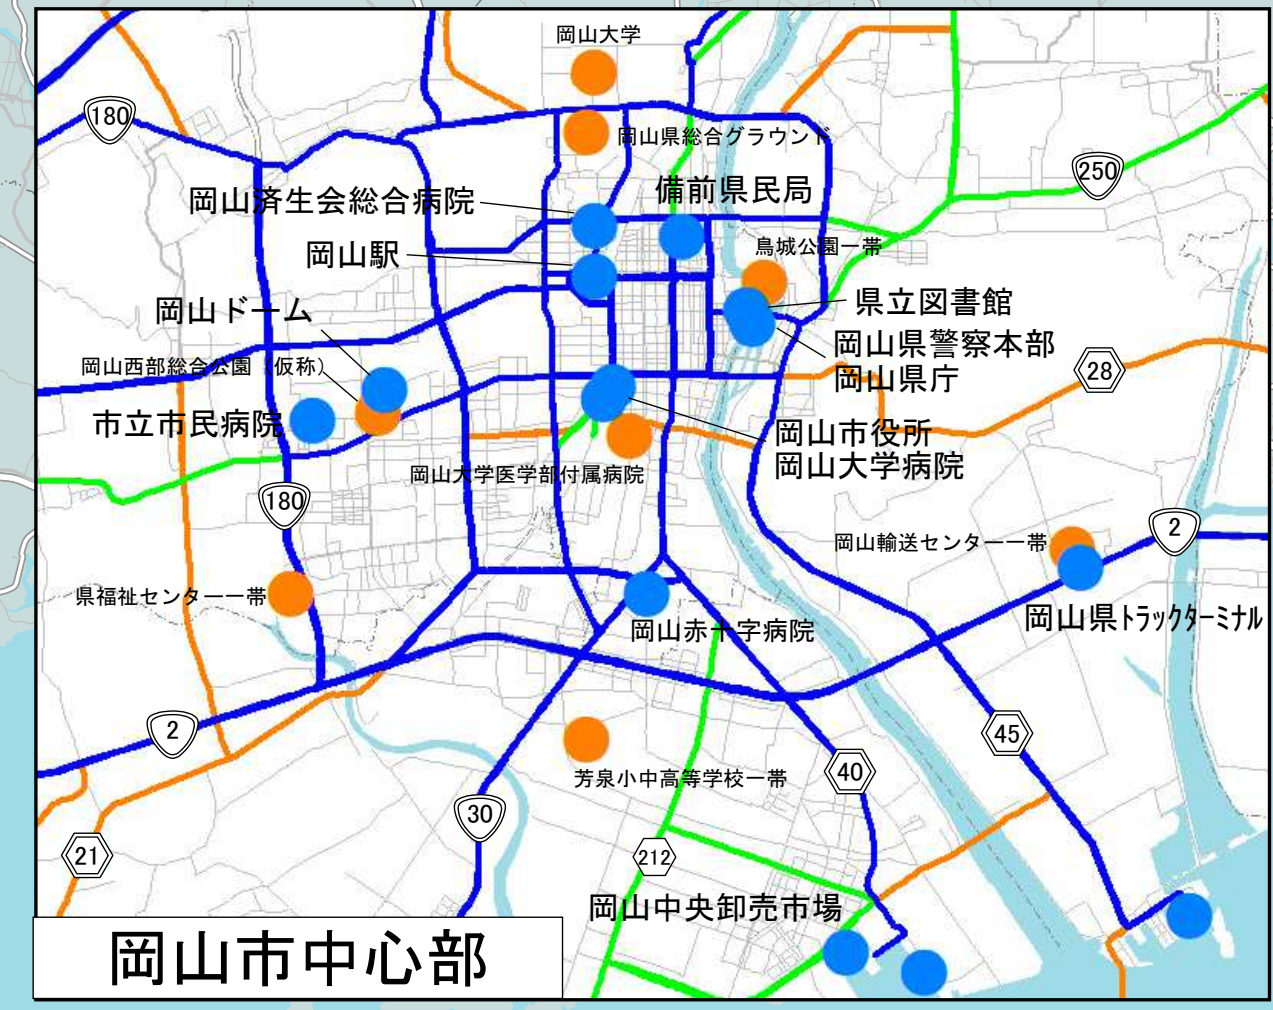 岡山大学
180
岡山県総合グラウンド
250
備前県民局
岡山済生会総合病院
岡山駅
烏城公園一帯
岡山ドーム
県立図書館
岡山県警察本部
岡山県庁
28
岡山西部総合公園（仮称）
市立市民病院
岡山市役所
岡山大学病院
岡山大学医学部付属病院
180
2
岡山輸送センター一帯
県福祉センター一帯
岡山県トラックターミナル
岡山赤十字病院
2
45
40
芳泉小中高等学校一帯
30
21
212
岡山中央卸売市場
岡山市中心部